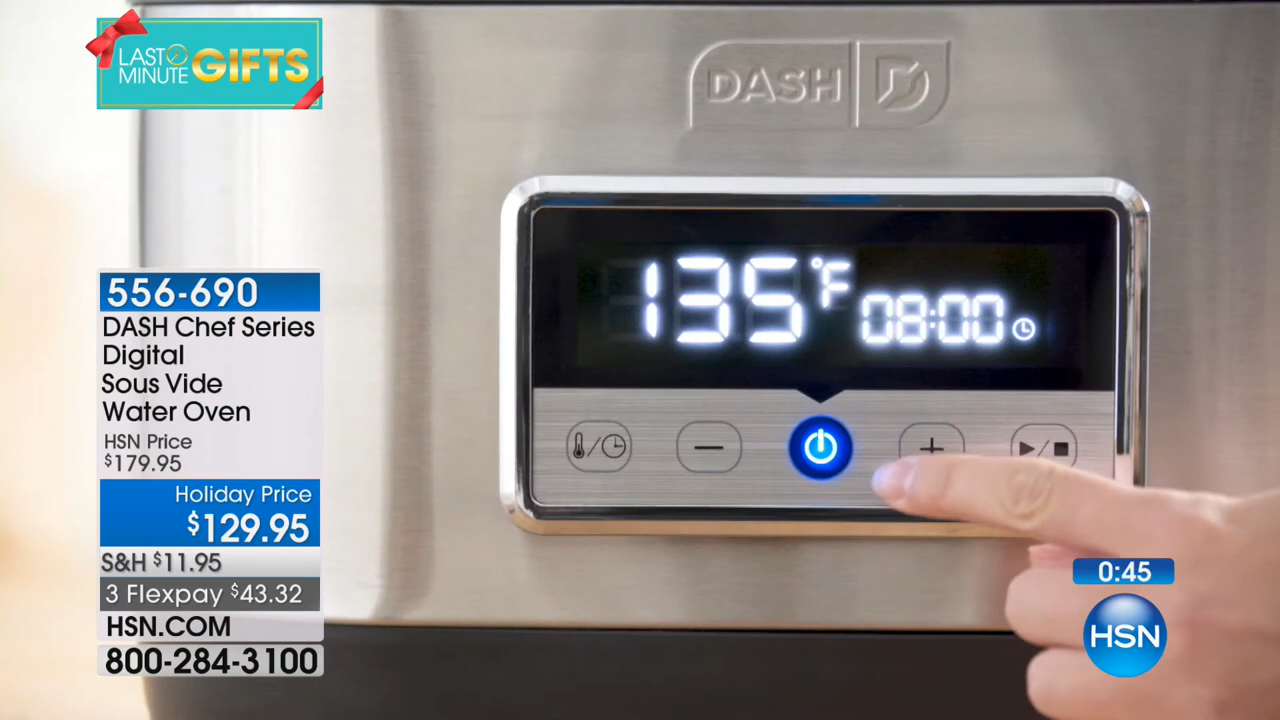 LAST
MINUTE GIFTS
DASH
135°F
08:00
556-690
DASH Chef Series
Digital
Sous Vide
Water Oven
HSN Price
$179.95
Holiday Price
$129.95
S&H $11.95
3 Flexpay $43.32
HSN.COM
800-284-3100
0:45
HSN